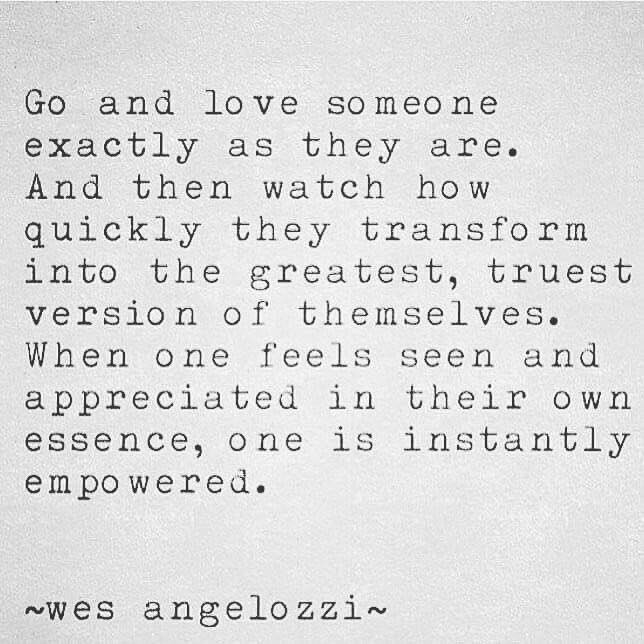 Go and love someone
exactly as they are.
And then watch how
quickly they transform
into the greatest, truest
version of themselves.
When one feels seen and
appreciated in their own
essence, one is instantly
empowered.
~wes angelozzi~